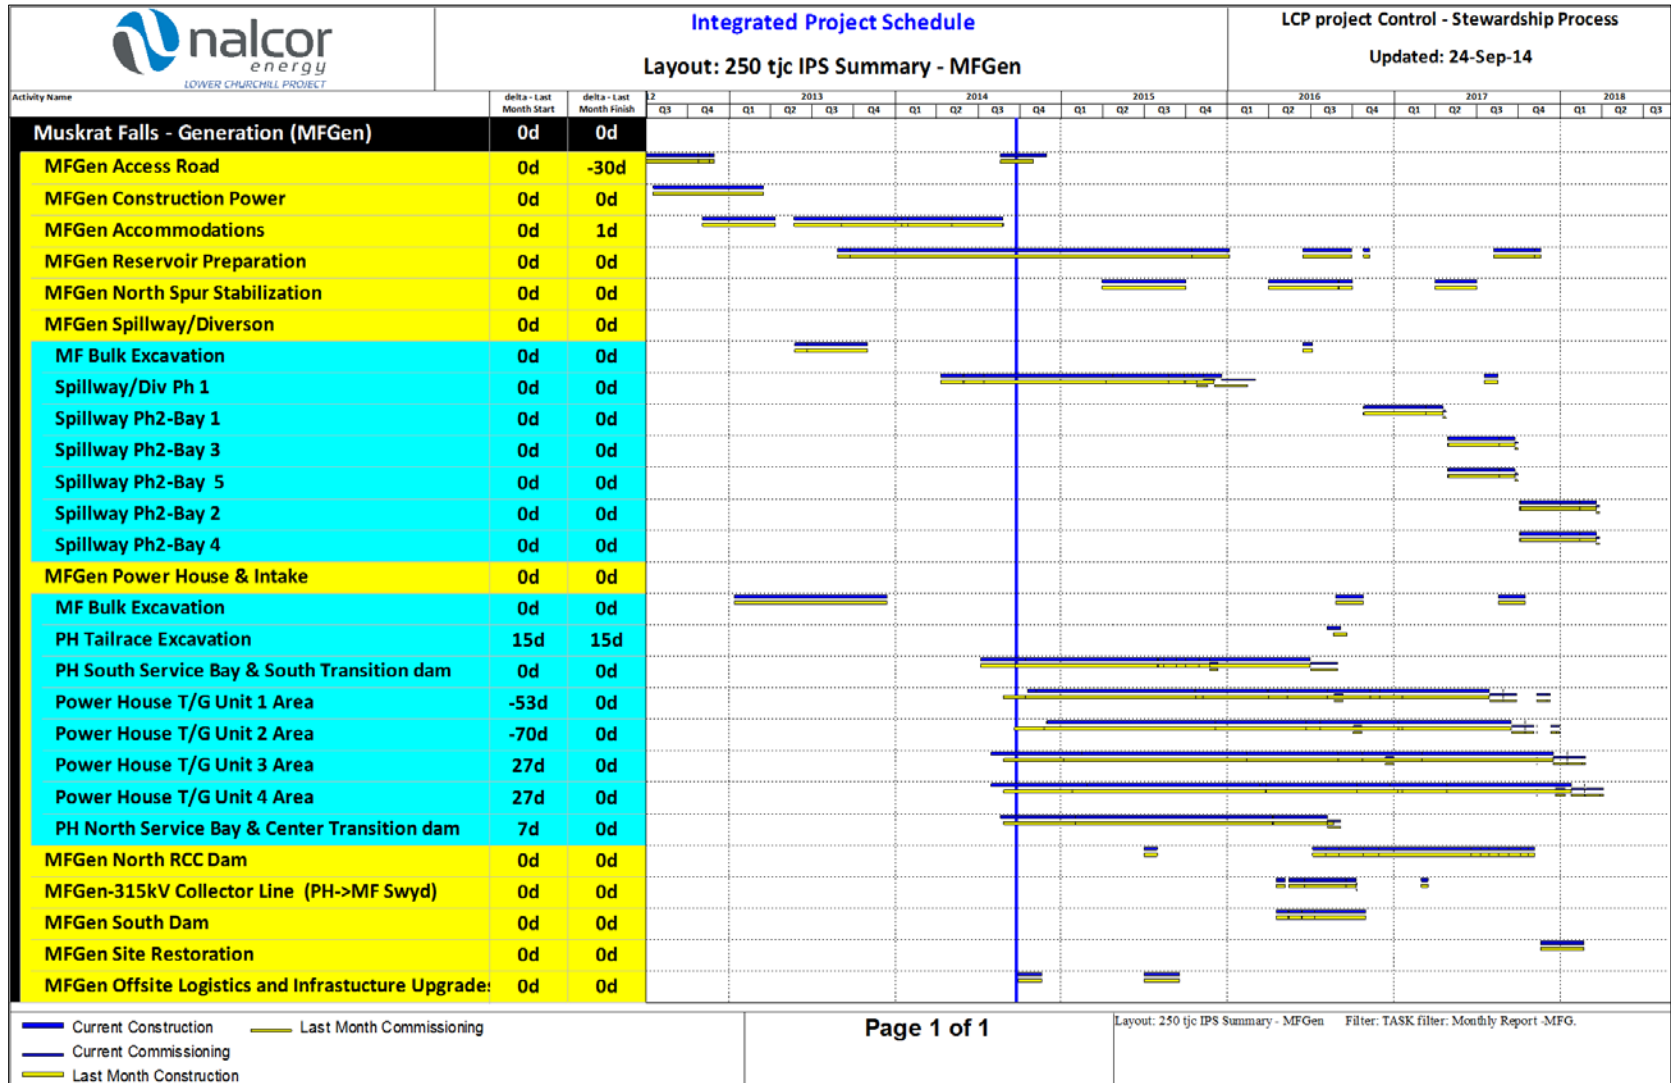 nalcor
energy
LOWER CHURCHILL PROJECT
Integrated Project Schedule
Layout: 250 tjc IPS Summary - MFGen
LCP project Control - Stewardship Process
Updated: 24-Sep-14
Activity Name
delta - Last Month Start
delta - Last Month Finish
12 2013 2014 2015 2016 2017 2018
Q3 Q4 Q1 Q2 Q3 Q4 Q1 Q2 Q3 Q4 Q1 Q2 Q3 Q4 Q1 Q2 Q3 Q4 Q1 Q2 Q3 Q4 Q1 Q2 Q3
Muskrat Falls - Generation (MFGen) 0d 0d
MFGen Access Road 0d -30d
MFGen Construction Power 0d 0d
MFGen Accommodations 0d 1d
MFGen Reservoir Preparation 0d 0d
MFGen North Spur Stabilization 0d 0d
MFGen Spillway/Diverson 0d 0d
MF Bulk Excavation 0d 0d
Spillway/Div Ph 1 0d 0d
Spillway Ph2-Bay 1 0d 0d
Spillway Ph2-Bay 3 0d 0d
Spillway Ph2-Bay 5 0d 0d
Spillway Ph2-Bay 2 0d 0d
Spillway Ph2-Bay 4 0d 0d
MFGen Power House & Intake 0d 0d
MF Bulk Excavation 0d 0d
PH Tailrace Excavation 15d 15d
PH South Service Bay & South Transition dam 0d 0d
Power House T/G Unit 1 Area -53d 0d
Power House T/G Unit 2 Area -70d 0d
Power House T/G Unit 3 Area 27d 0d
Power House T/G Unit 4 Area 27d 0d
PH North Service Bay & Center Transition dam 7d 0d
MFGen North RCC Dam 0d 0d
MFGen-315kV Collector Line (PH->MF Swyd) 0d 0d
MFGen South Dam 0d 0d
MFGen Site Restoration 0d 0d
MFGen Offsite Logistics and Infrastucture Upgrades 0d 0d
Current Construction Last Month Commissioning
Current Commissioning
Last Month Construction
Page 1 of 1
Layout: 250 tjc IPS Summary - MFGen Filter: TASK filter: Monthly Report -MFG.